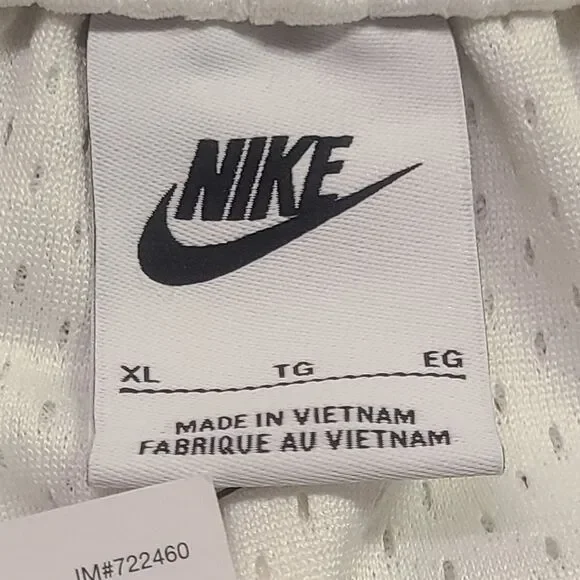 NIKE
XL TG EG
MADE IN VIETNAM
FABRIQUE AU VIETNAM
IM#722460